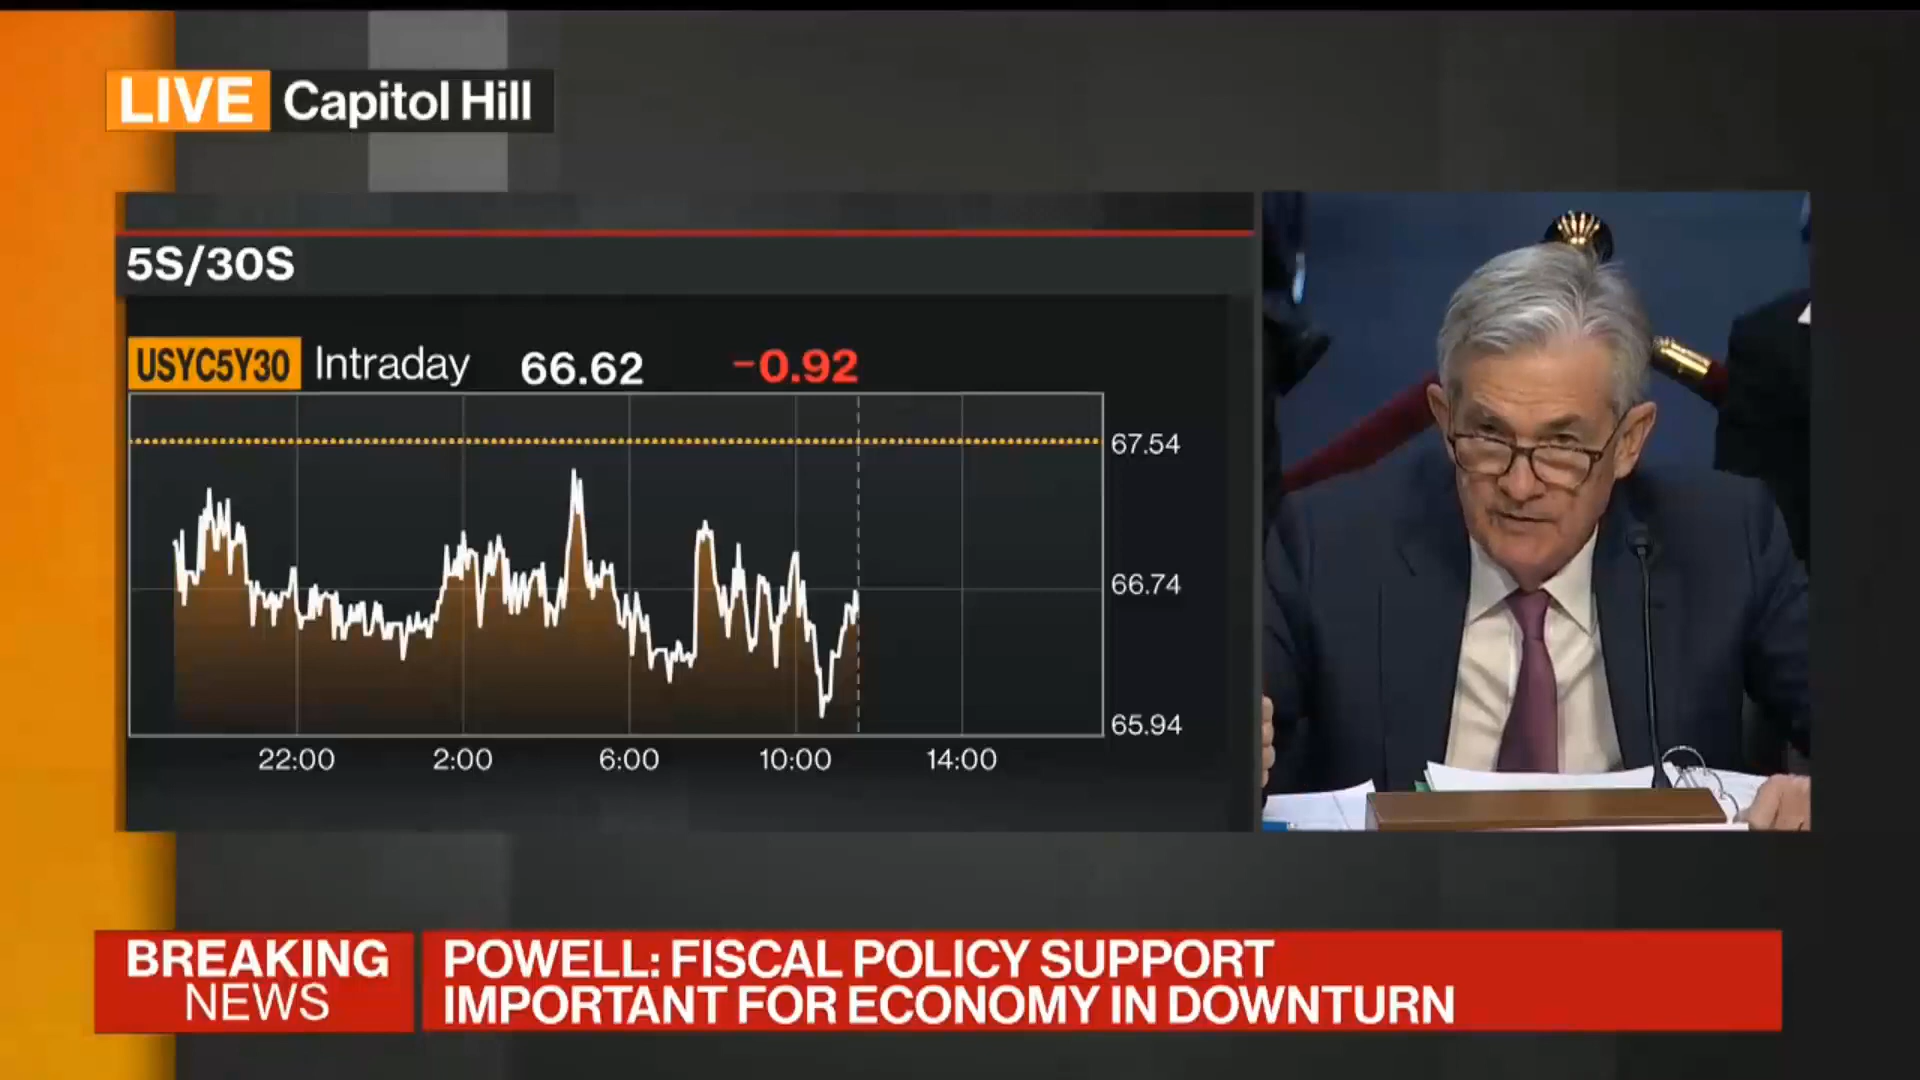 LIVE Capitol Hill
5S/30S
USYC5Y30 Intraday 66.62 -0.92
67.54
66.74
65.94
22:00 2:00 6:00 10:00 14:00
BREAKING
NEWS
POWELL: FISCAL POLICY SUPPORT
IMPORTANT FOR ECONOMY IN DOWNTURN